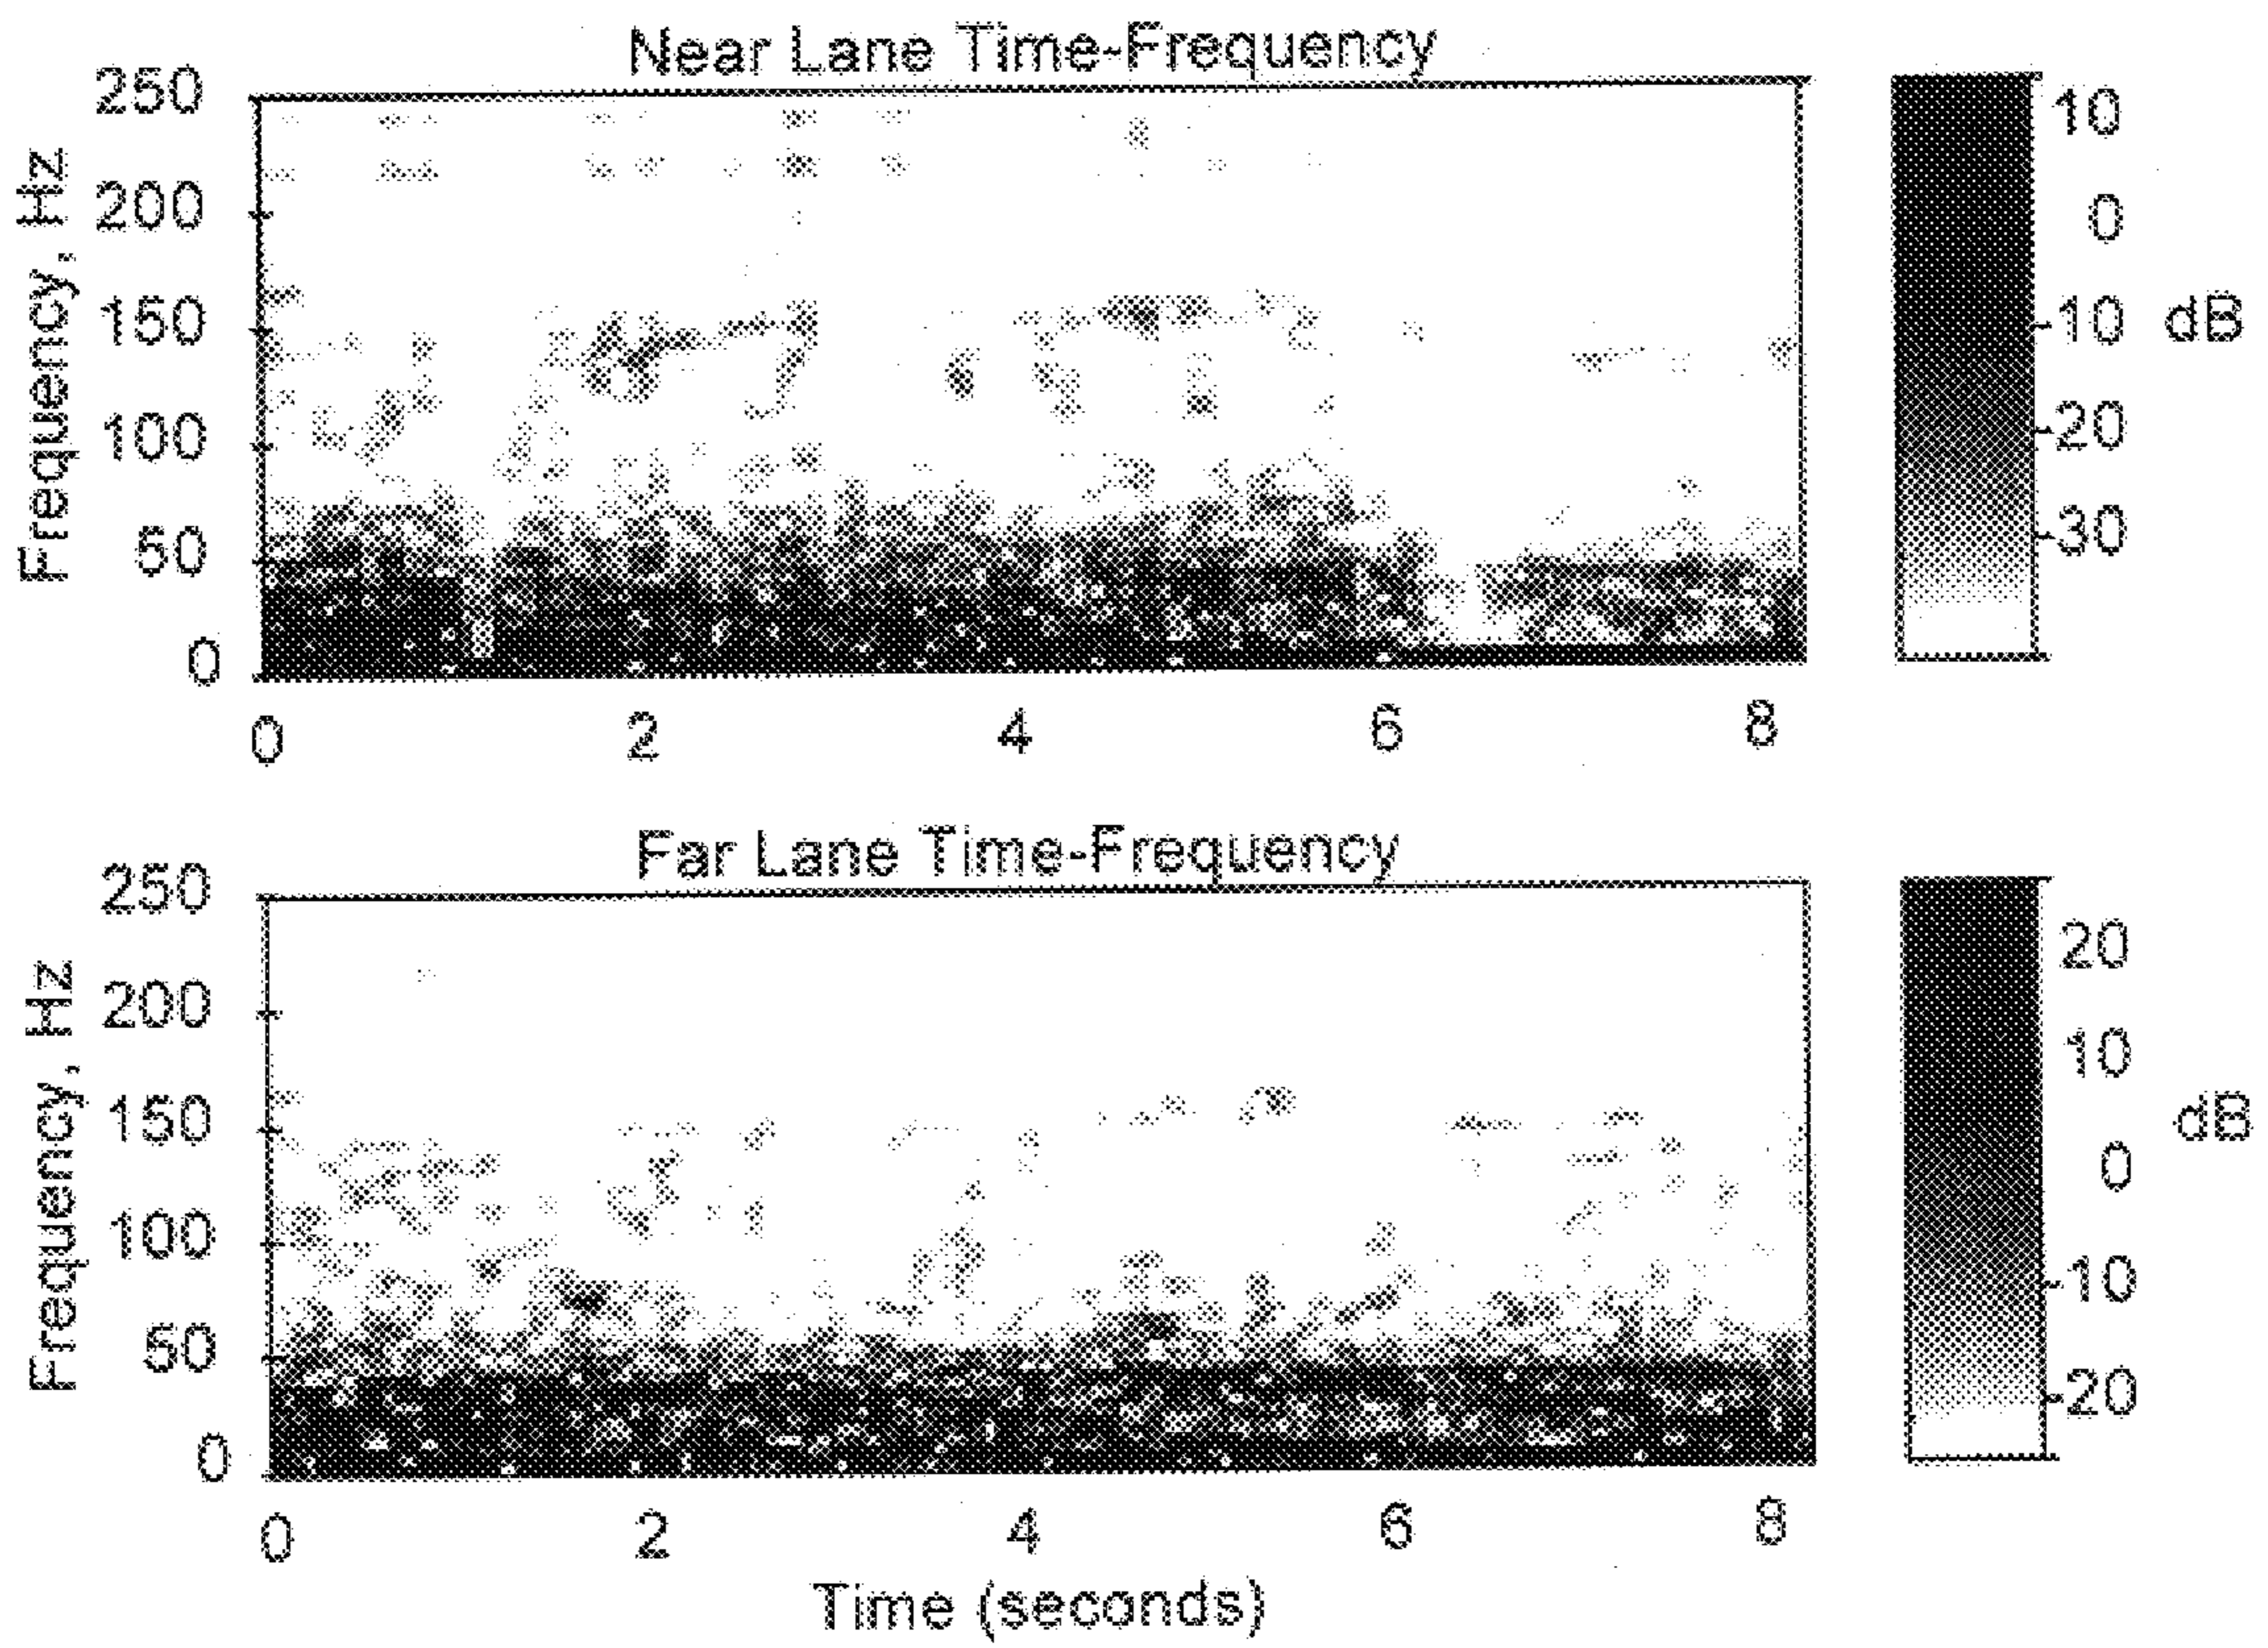 Near Lane Time-Frequency
Frequency, Hz
250
200
150
100
50
0
0 2 4 6 8
10
0
-10
-20
-30
dB
Far Lane Time-Frequency
Frequency, Hz
250
200
150
100
50
0
0 2 4 6 8
Time (seconds)
20
10
0
-10
-20
dB